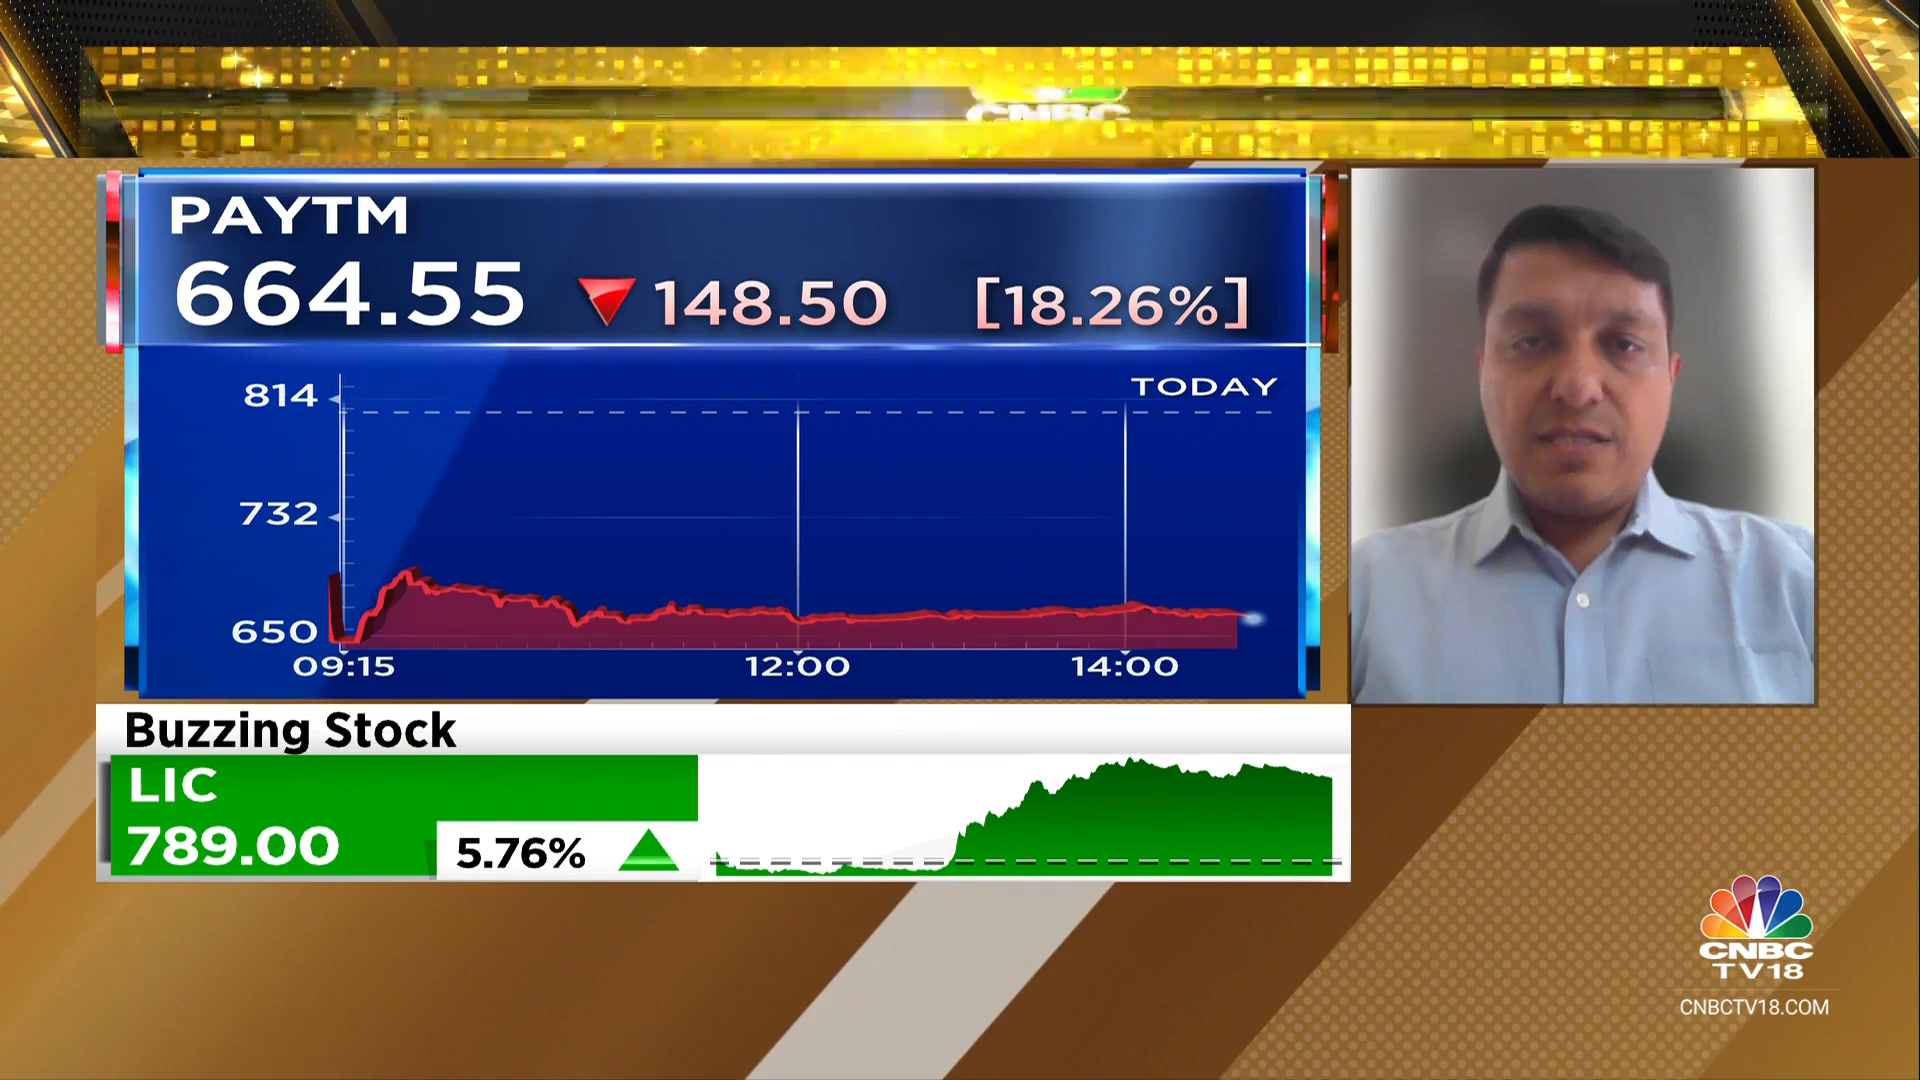 CNBC
PAYTM
664.55 148.50 [18.26%]
TODAY
814
732
650
09:15 12:00 14:00
Buzzing Stock
LIC
789.00 5.76%
CNBC
TV18
CNBCTV18.COM